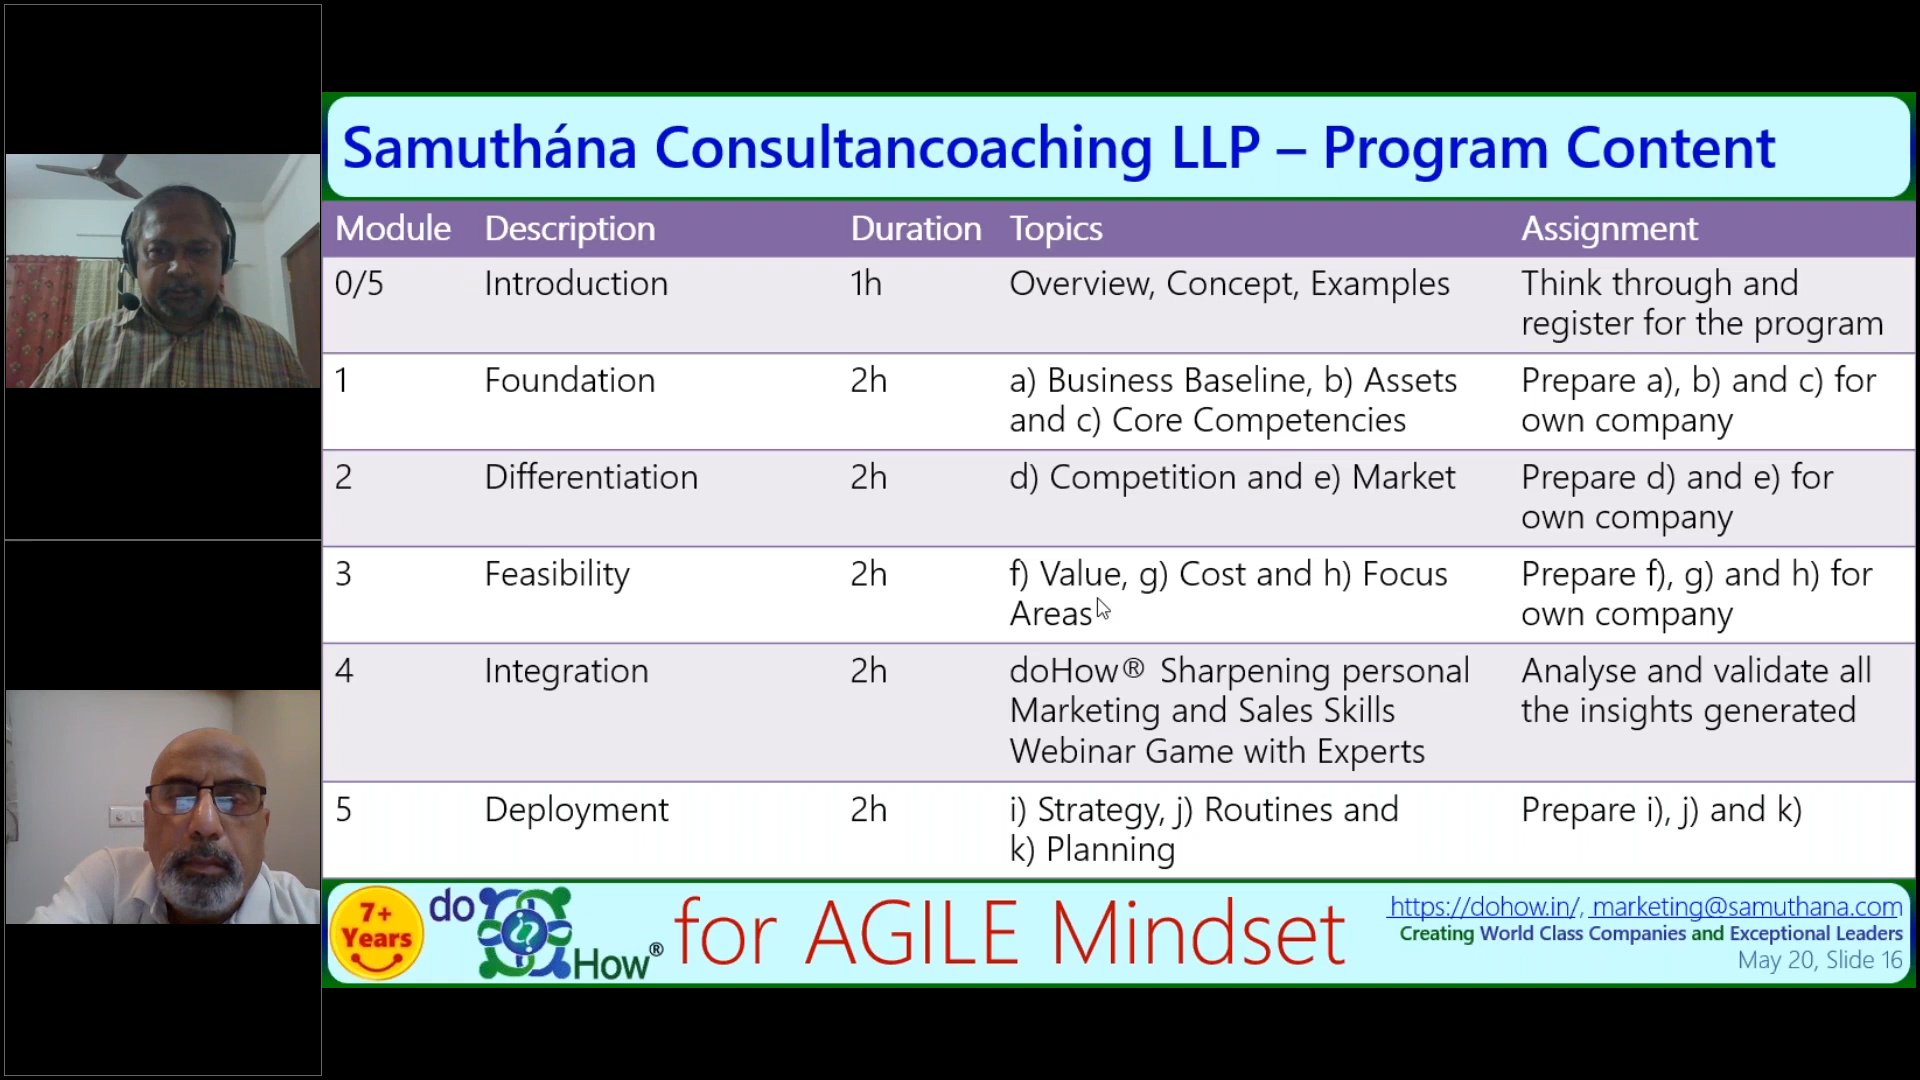 Samuthána Consultancoaching LLP – Program Content
Module Description Duration Topics Assignment
0/5 Introduction 1h Overview, Concept, Examples Think through and
register for the program
1 Foundation 2h a) Business Baseline, b) Assets Prepare a), b) and c) for
and c) Core Competencies own company
2 Differentiation 2h d) Competition and e) Market Prepare d) and e) for
own company
3 Feasibility 2h f) Value, g) Cost and h) Focus Prepare f), g) and h) for
Areas own company
4 Integration 2h doHow® Sharpening personal Analyse and validate all
Marketing and Sales Skills the insights generated
Webinar Game with Experts
5 Deployment 2h i) Strategy, j) Routines and Prepare i), j) and k)
k) Planning
7+
Years
do
How®
for AGILE Mindset
https://dohow.in/, marketing@samuthana.com
Creating World Class Companies and Exceptional Leaders
May 20, Slide 16